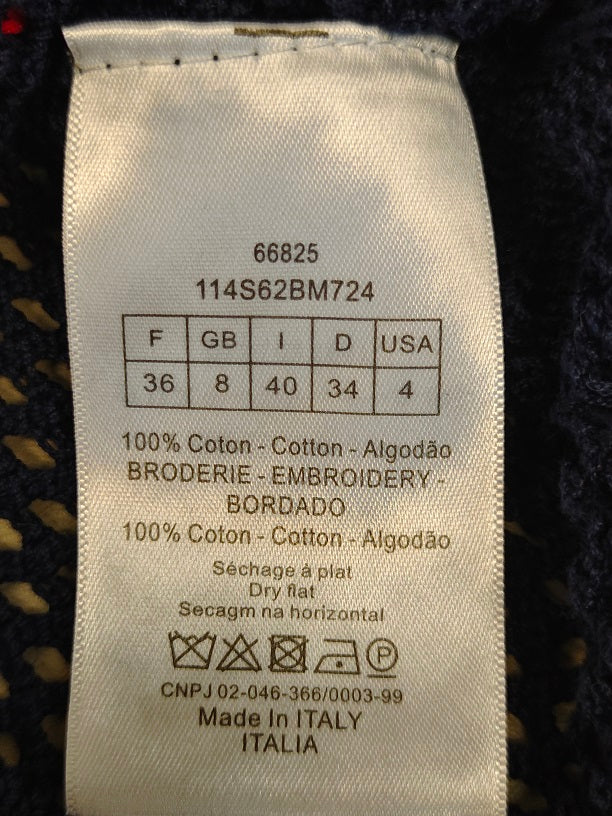 66825
114S62BM724
F GB I D USA
36 8 40 34 4
100% Coton - Cotton - Algodão
BRODERIE - EMBROIDERY -
BORDADO
100% Coton - Cotton - Algodão
Séchage à plat
Dry flat
Secagm na horizontal
P
CNPJ 02-046-366/0003-99
Made In ITALY
ITALIA